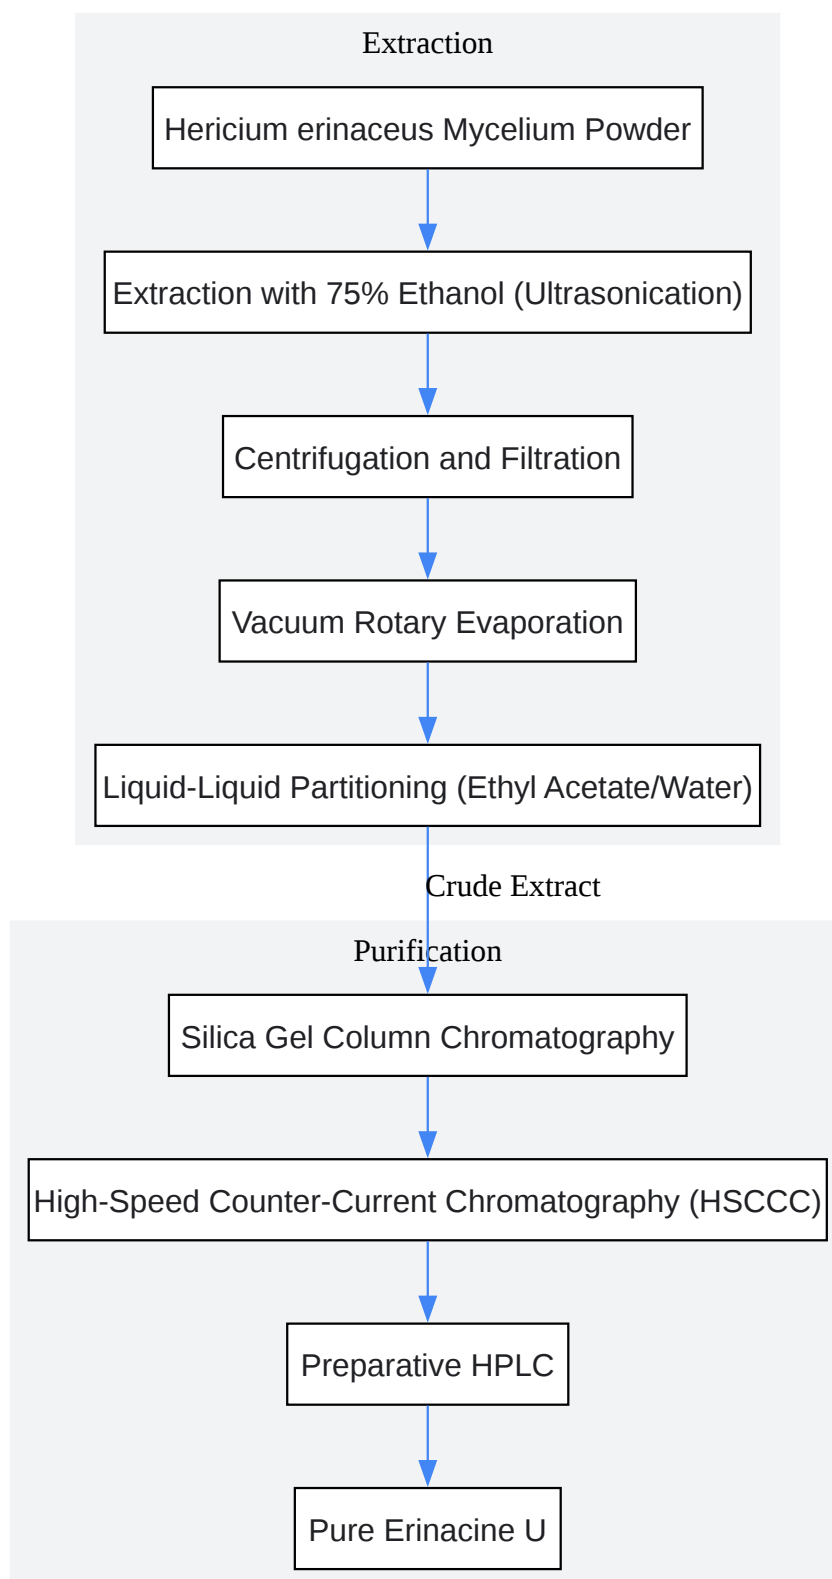 Extraction
Hericium erinaceus Mycelium Powder
Extraction with 75% Ethanol (Ultrasonication)
Centrifugation and Filtration
Vacuum Rotary Evaporation
Liquid-Liquid Partitioning (Ethyl Acetate/Water)
Crude Extract
Purification
Silica Gel Column Chromatography
High-Speed Counter-Current Chromatography (HSCCC)
Preparative HPLC
Pure Erinacine U